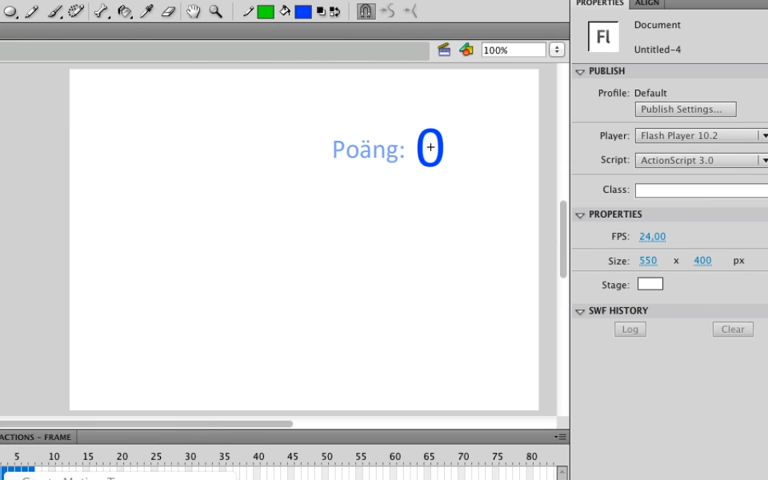 PROPERTIES ALIGN
Document
Fl
Untitled-4
100%
PUBLISH
Profile: Default
Publish Settings...
Player: Flash Player 10.2
Script: ActionScript 3.0
Class:
PROPERTIES
FPS: 24,00
Size: 550 x 400 px
Stage:
SWF HISTORY
Log Clear
Poäng: 0
ACTIONS - FRAME
5 10 15 20 25 30 35 40 45 50 55 60 65 70 75 80